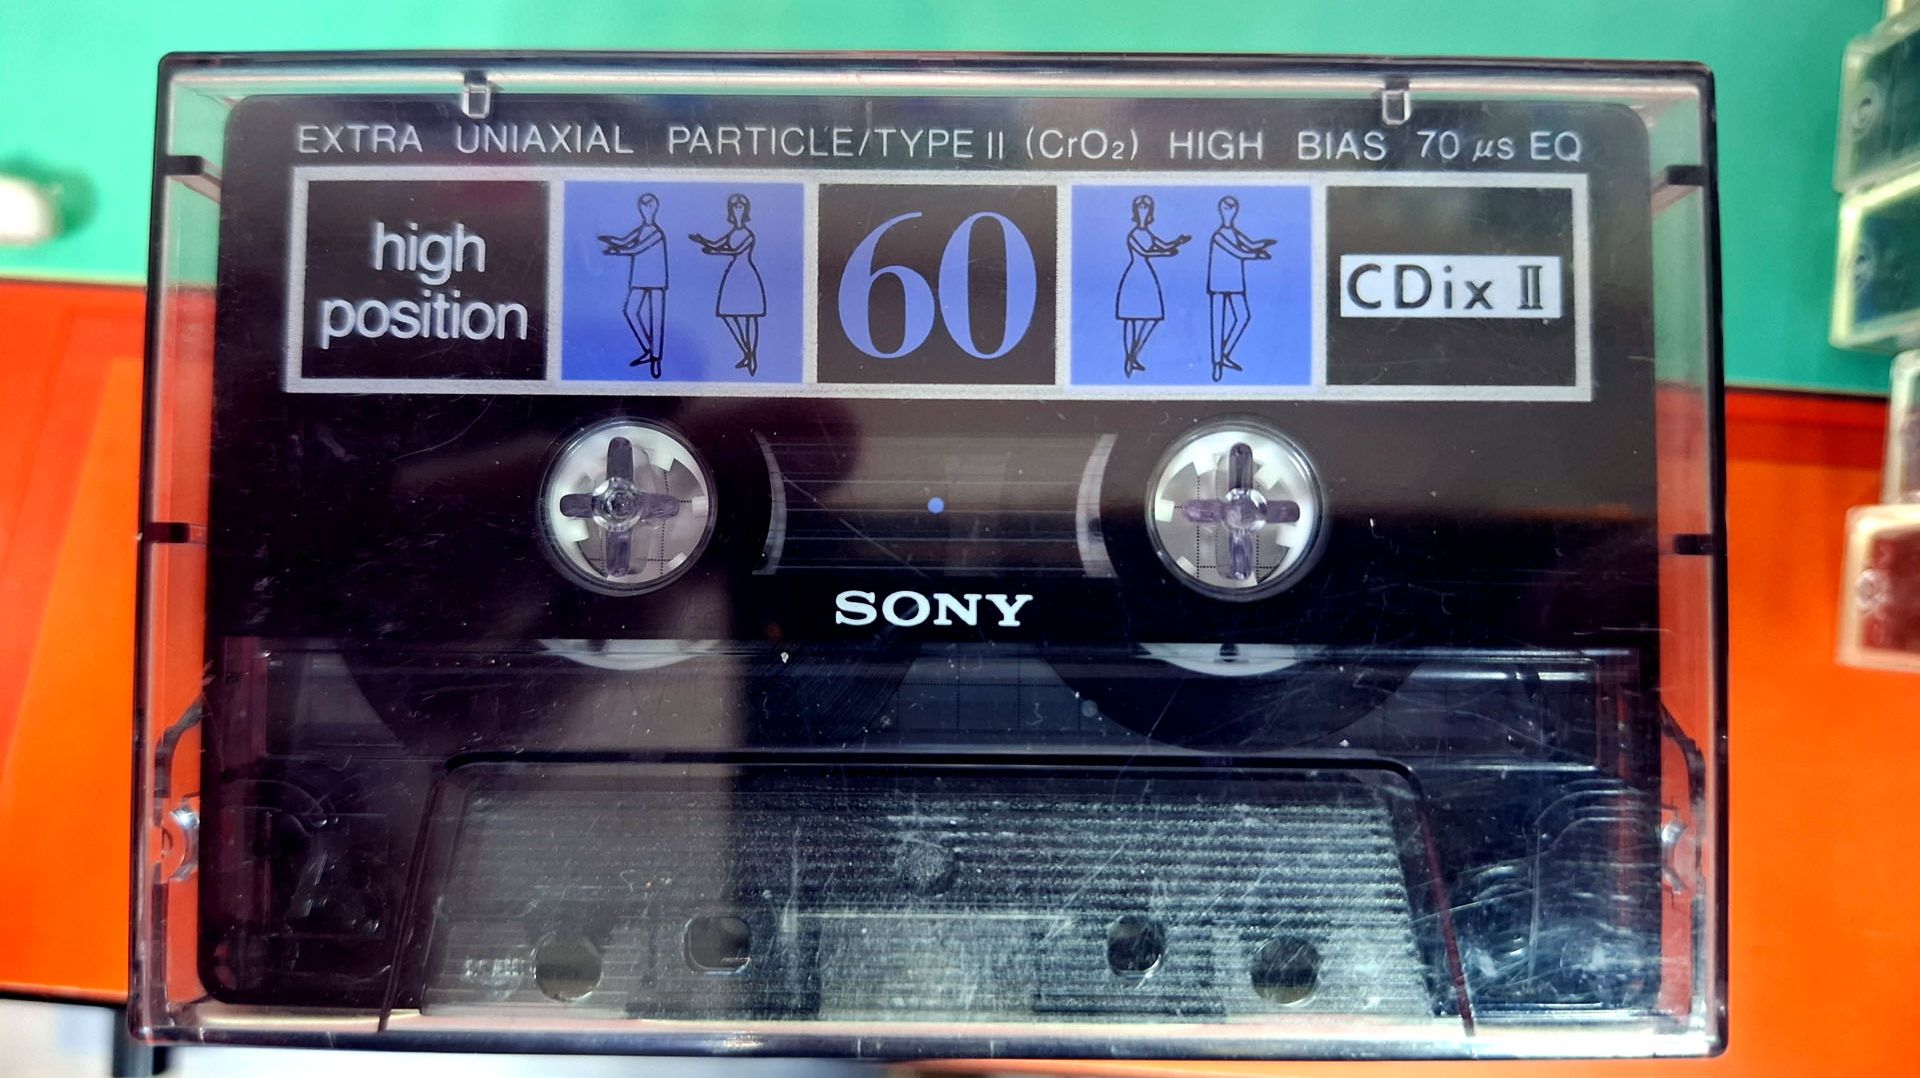 EXTRA UNIAXIAL PARTICLE/TYPE II (CrO₂) HIGH BIAS 70 μs EQ
high
position
60
CDix II
SONY